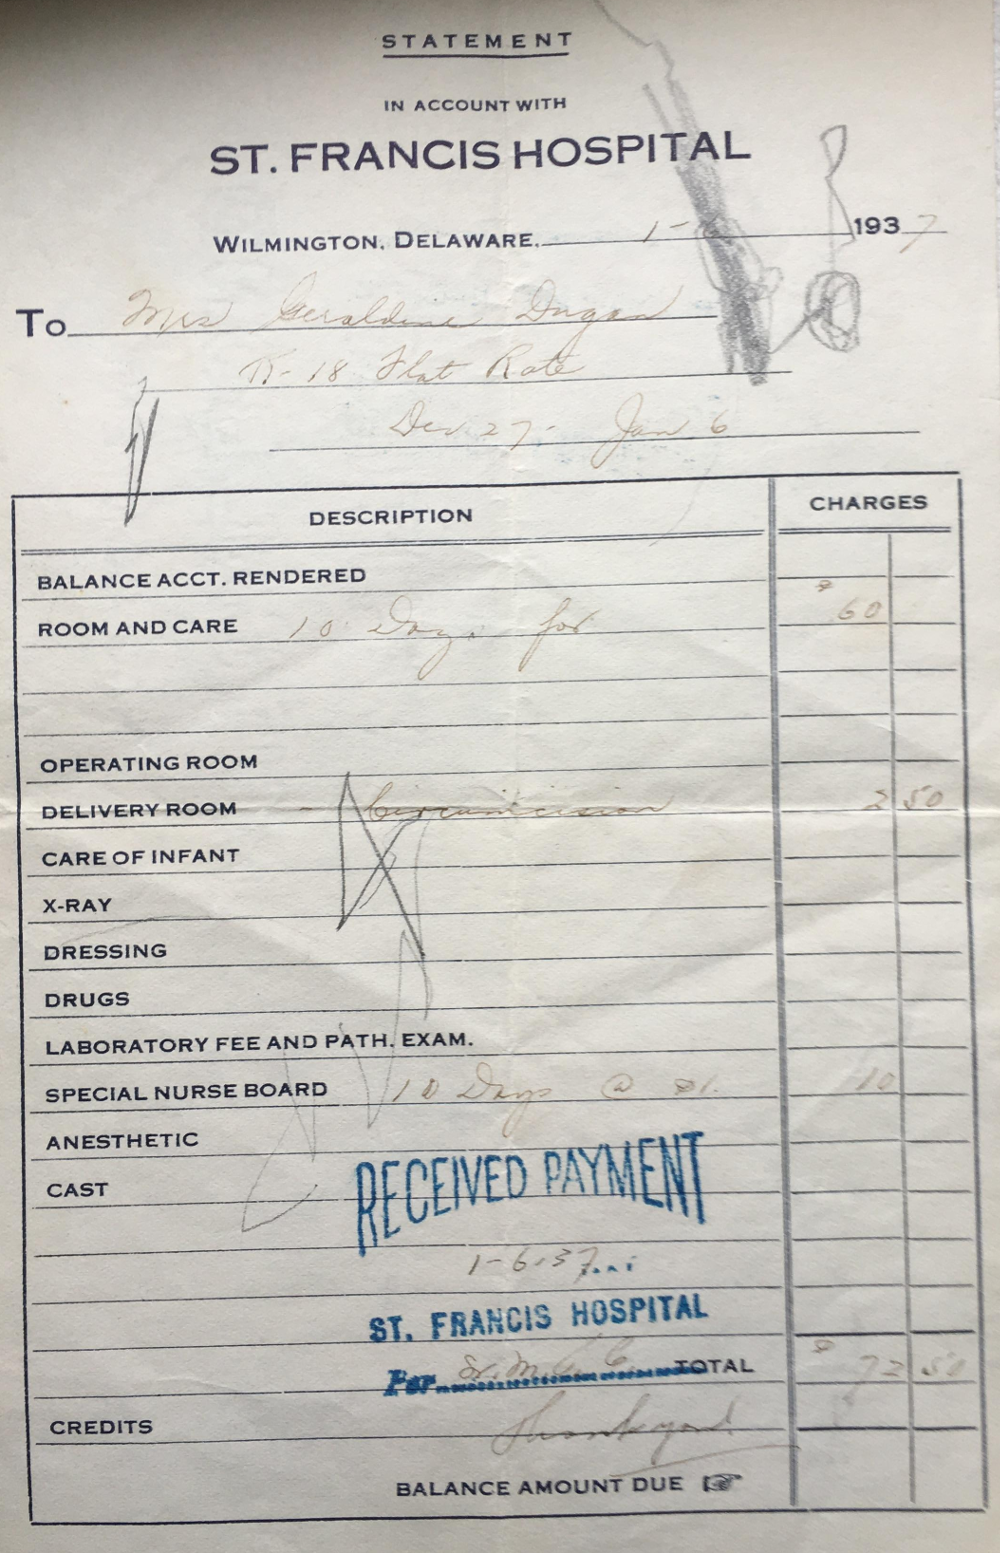 STATEMENT
IN ACCOUNT WITH
ST. FRANCIS HOSPITAL
WILMINGTON, DELAWARE, 1-6 1937
TO Mrs Geraldine Dugan
R-18 Flat Rate
Dec 27- Jan 6
DESCRIPTION CHARGES
BALANCE ACCT. RENDERED
ROOM AND CARE 10 Days for $60
OPERATING ROOM
DELIVERY ROOM - Circumcision 2 50
CARE OF INFANT
X-RAY
DRESSING
DRUGS
LABORATORY FEE AND PATH. EXAM.
SPECIAL NURSE BOARD 10 Days @ $1. 10
ANESTHETIC
CAST
RECEIVED PAYMENT
1-6-37
ST. FRANCIS HOSPITAL
Per Sr. M. TOTAL $72 50
CREDITS Thank you!
BALANCE AMOUNT DUE